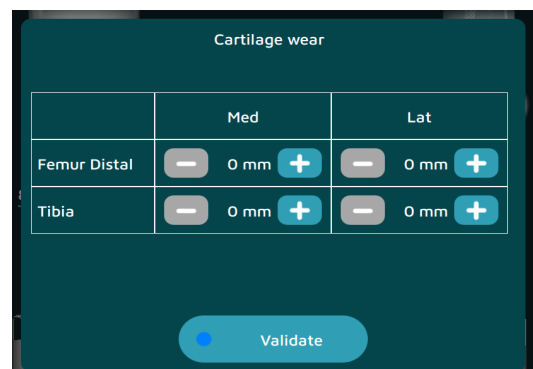 Cartilage wear
Med Lat
Femur Distal 0 mm 0 mm
Tibia 0 mm 0 mm
Validate